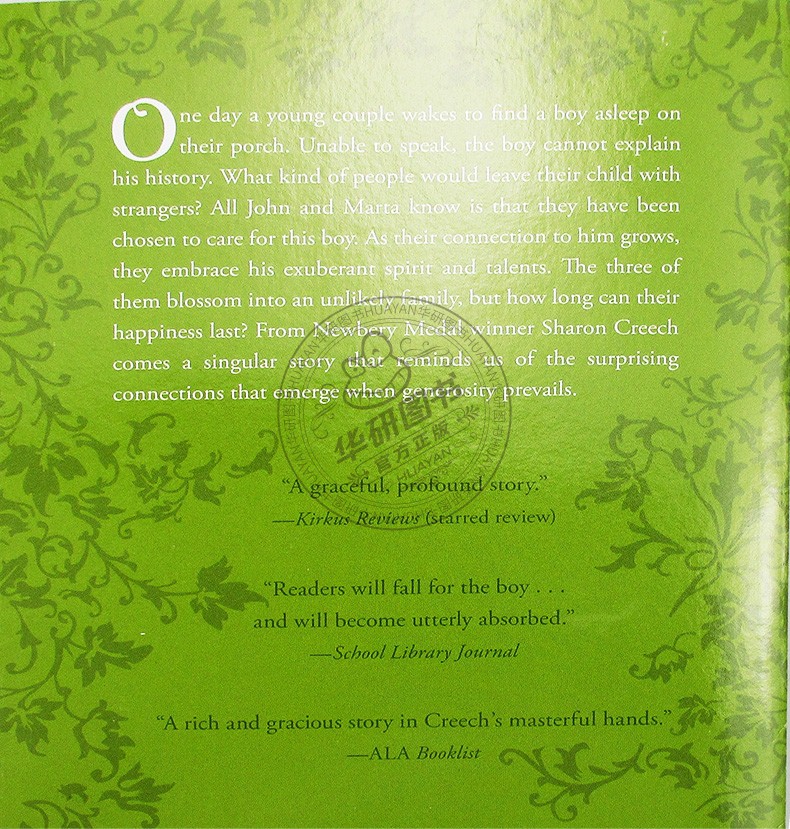 One day a young couple wakes to find a boy asleep on
their porch. Unable to speak, the boy cannot explain
his history. What kind of people would leave their child with
strangers? All John and Marta know is that they have been
chosen to care for this boy. As their connection to him grows,
they embrace his exuberant spirit and talents. The three of
them blossom into an unlikely family, but how long can their
happiness last? From Newbery Medal winner Sharon Creech
comes a singular story that reminds us of the surprising
connections that emerge when generosity prevails.
华研图书
官方正版
HUAYAN
“A graceful, profound story.”
—Kirkus Reviews (starred review)
“Readers will fall for the boy . . .
and will become utterly absorbed.”
—School Library Journal
“A rich and gracious story in Creech’s masterful hands.”
—ALA Booklist